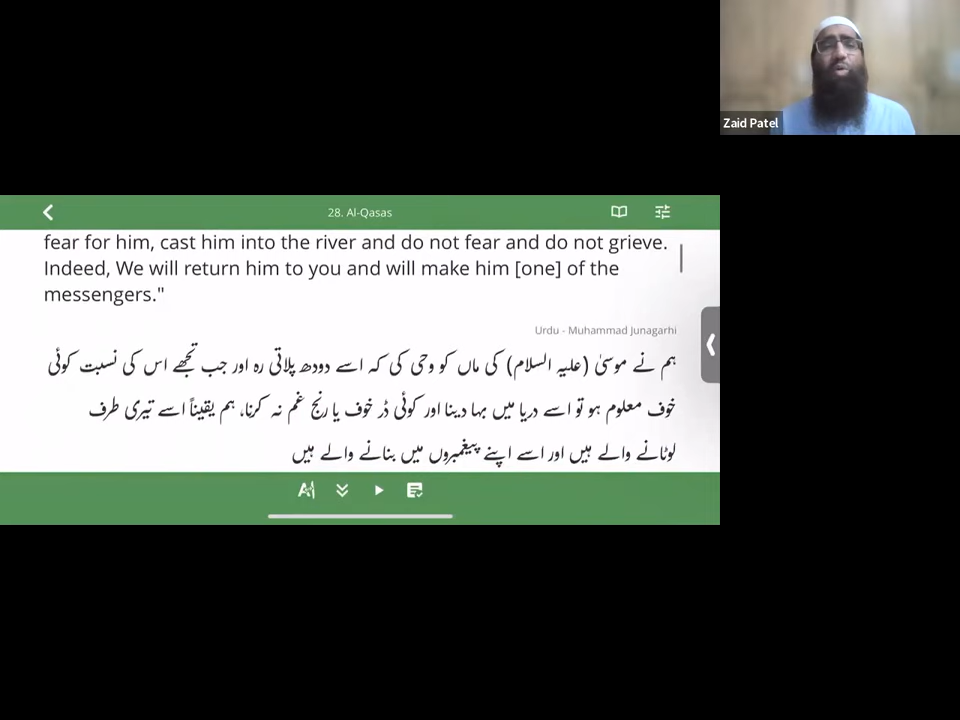 Zaid Patel
28. Al-Qasas
fear for him, cast him into the river and do not fear and do not grieve.
Indeed, We will return him to you and will make him [one] of the
messengers."
Urdu - Muhammad Junagarhi
ہم نے موسیٰ (علیہ السلام) کی ماں کو وحی کی کہ اسے دودھ پلاتی رہ اور جب تجھے اس کی نسبت کوئی
خوف معلوم ہو تو اسے دریا میں بہا دینا اور کوئی ڈر خوف یا رنج غم نہ کرنا، ہم یقیناً اسے تیری طرف
لوٹانے والے ہیں اور اسے اپنے پیغمبروں میں بنانے والے ہیں